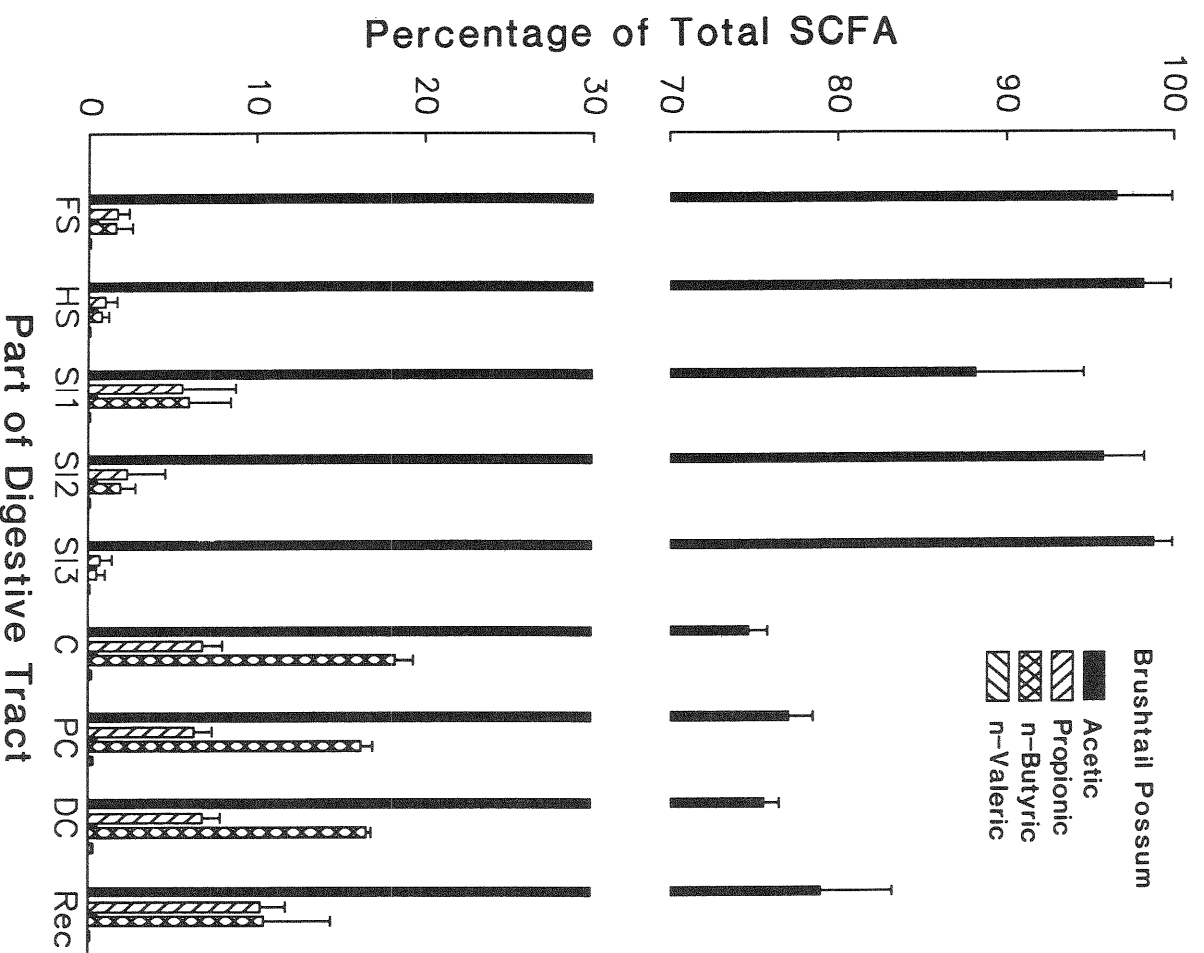 Percentage of Total SCFA
100
90
80
70
30
20
10
0
Brushtail Possum
Acetic
Propionic
n-Butyric
n-Valeric
FS
HS
SI1
SI2
SI3
C
PC
DC
Rec
Part of Digestive Tract